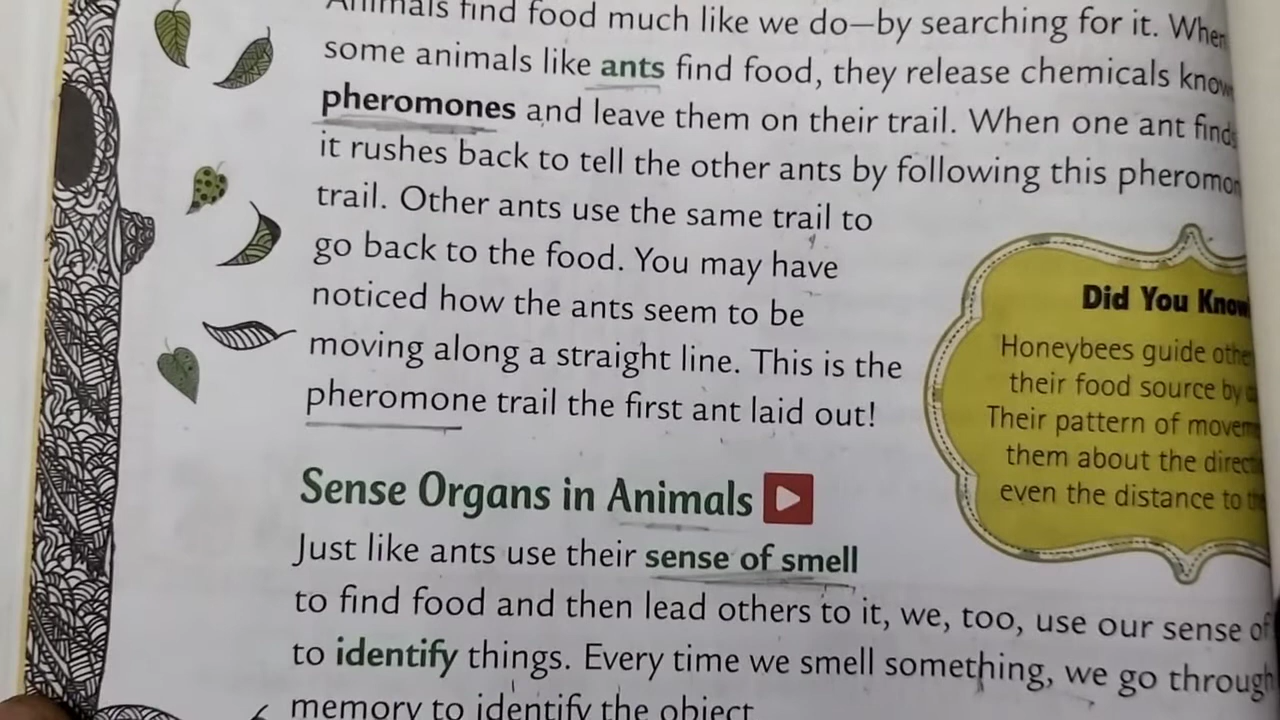 Animals find food much like we do—by searching for it. When
some animals like ants find food, they release chemicals
pheromones and leave them on their trail. When one ant finds
it rushes back to tell the other ants by following this
trail. Other ants use the same trail to
go back to the food. You may have
noticed how the ants seem to be
moving along a straight line. This is the
pheromone trail the first ant laid out!
Did You Know
Honeybees guide
their food source by
Their pattern of
them about the
even the distance to
Sense Organs in Animals
Just like ants use their sense of smell
to find food and then lead others to it, we, too, use our sense of
to identify things. Every time we smell something, we go through
memory to identify the object